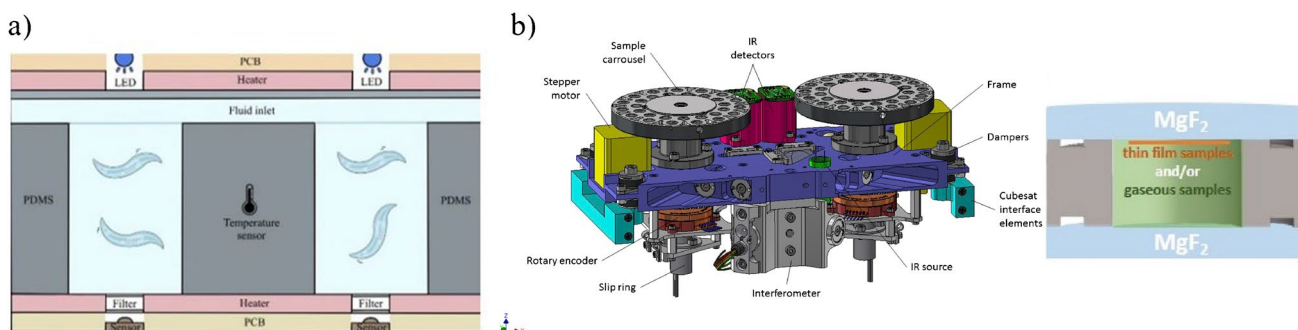 a)
PCB
LED
LED
Heater
Fluid inlet
PDMS
Temperature
sensor
PDMS
Filter
Heater
Filter
Sensor
PCB
Sensor
b)
Sample
carrousel
IR
detectors
Stepper
motor
Frame
Dampers
Cubesat
interface
elements
Rotary encoder
Slip ring
Interferometer
IR source
Z
MgF2
thin film samples
and/or
gaseous samples
MgF2